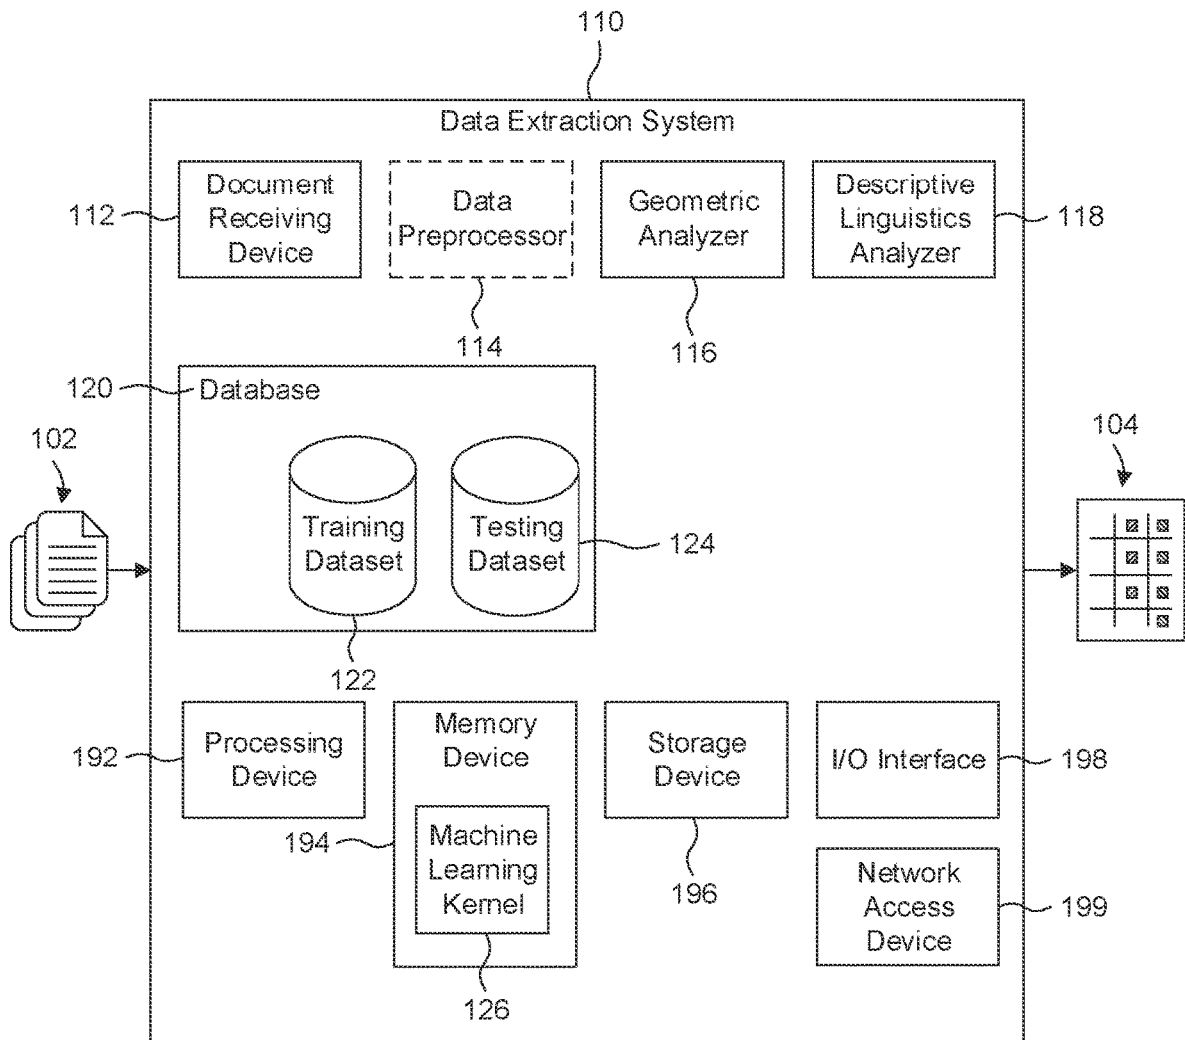 110
Data Extraction System
112
Document
Receiving
Device
Data
Preprocessor
114
Geometric
Analyzer
116
Descriptive
Linguistics
Analyzer
118
120
Database
102
Training
Dataset
122
Testing
Dataset
124
104
192
Processing
Device
Memory
Device
194
Machine
Learning
Kernel
126
Storage
Device
196
I/O Interface
198
Network
Access
Device
199